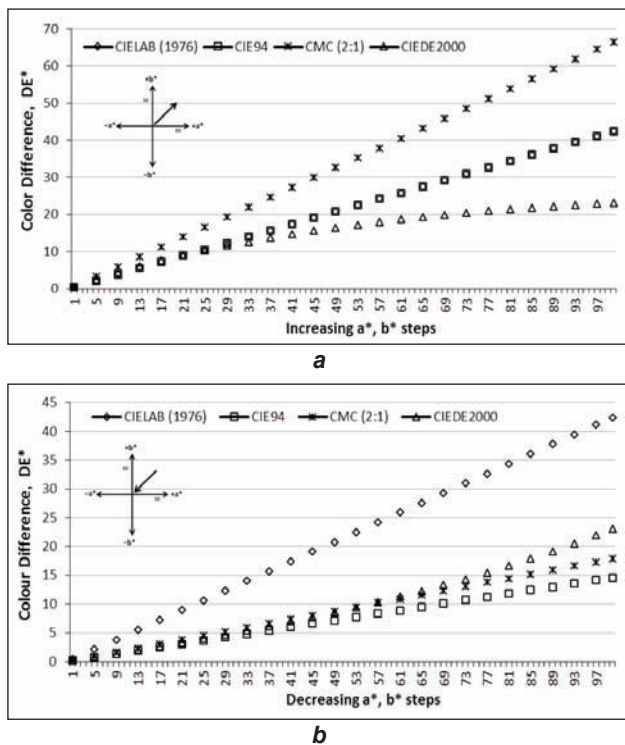 70
60
50
40
30
20
10
0
Color Difference, DE*
CIELAB (1976) CIE94 CMC (2:1) CIEDE2000
+b*
-a* +a*
-b*
1 5 9 13 17 21 25 29 33 37 41 45 49 53 57 61 65 69 73 77 81 85 89 93 97
Increasing a*, b* steps
a
45
40
35
30
25
20
15
10
5
0
Colour Difference, DE*
CIELAB (1976) CIE94 CMC (2:1) CIEDE2000
+b*
-a* +a*
-b*
1 5 9 13 17 21 25 29 33 37 41 45 49 53 57 61 65 69 73 77 81 85 89 93 97
Decreasing a*, b* steps
b